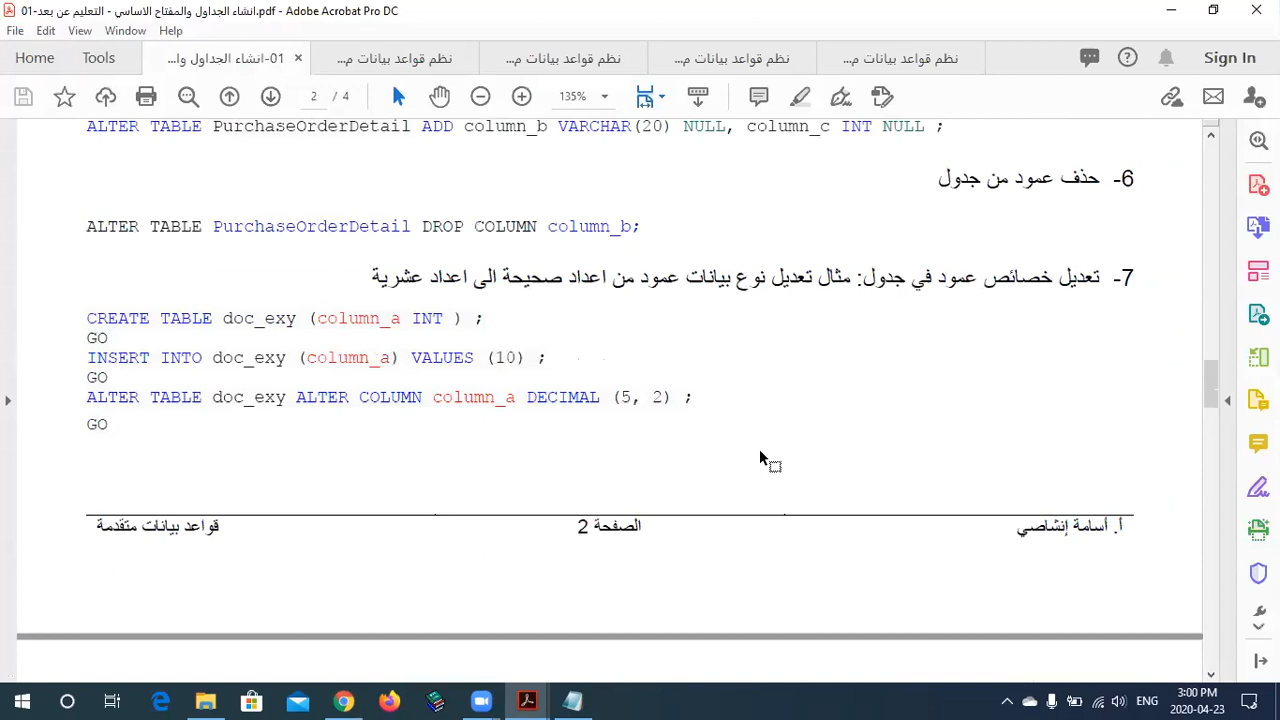 01-انشاء الجداول والمفتاح الاساسي - التعليم عن بعد.pdf - Adobe Acrobat Pro DC
File Edit View Window Help
Home Tools 01-انشاء الجداول وا... × نظم قواعد بيانات م... نظم قواعد بيانات م... نظم قواعد بيانات م... نظم قواعد بيانات م... Sign In
2 / 4 135%
ALTER TABLE PurchaseOrderDetail ADD column_b VARCHAR(20) NULL, column_c INT NULL ;
6- حذف عمود من جدول
ALTER TABLE PurchaseOrderDetail DROP COLUMN column_b;
7- تعديل خصائص عمود في جدول: مثال تعديل نوع بيانات عمود من اعداد صحيحة الى اعداد عشرية
CREATE TABLE doc_exy (column_a INT ) ;
GO
INSERT INTO doc_exy (column_a) VALUES (10) ;
GO
ALTER TABLE doc_exy ALTER COLUMN column_a DECIMAL (5, 2) ;
GO
أ. أسامة إنشاصي الصفحة 2 قواعد بيانات متقدمة
ENG 3:00 PM
2020-04-23